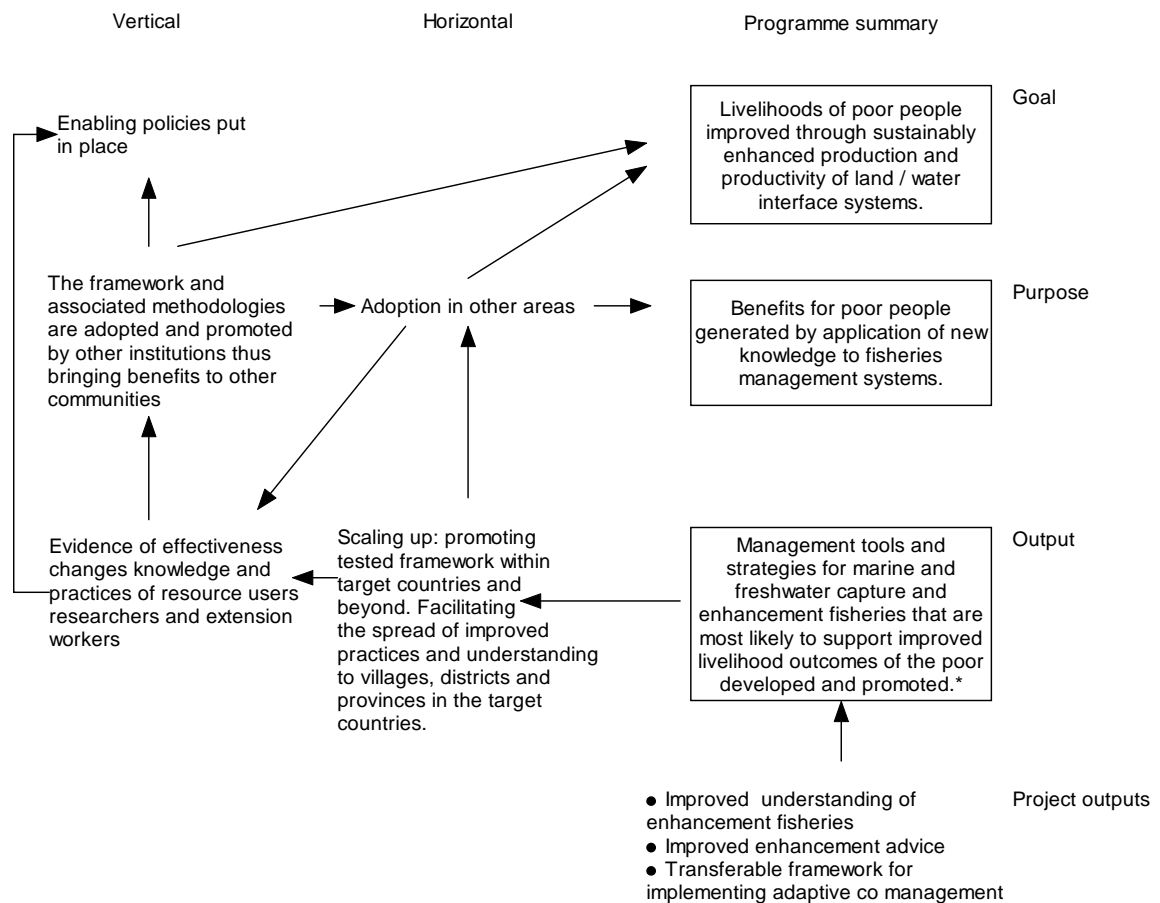 Vertical
Horizontal
Programme summary
Enabling policies put
in place
Livelihoods of poor people
improved through sustainably
enhanced production and
productivity of land / water
interface systems.
Goal
The framework and
associated methodologies
are adopted and promoted
by other institutions thus
bringing benefits to other
communities
Adoption in other areas
Benefits for poor people
generated by application of new
knowledge to fisheries
management systems.
Purpose
Evidence of effectiveness
changes knowledge and
practices of resource users
researchers and extension
workers
Scaling up: promoting
tested framework within
target countries and
beyond. Facilitating
the spread of improved
practices and understanding
to villages, districts and
provinces in the target
countries.
Management tools and
strategies for marine and
freshwater capture and
enhancement fisheries that are
most likely to support improved
livelihood outcomes of the poor
developed and promoted.*
Output
● Improved  understanding of
enhancement fisheries
● Improved enhancement advice
● Transferable framework for
implementing adaptive co management
Project outputs